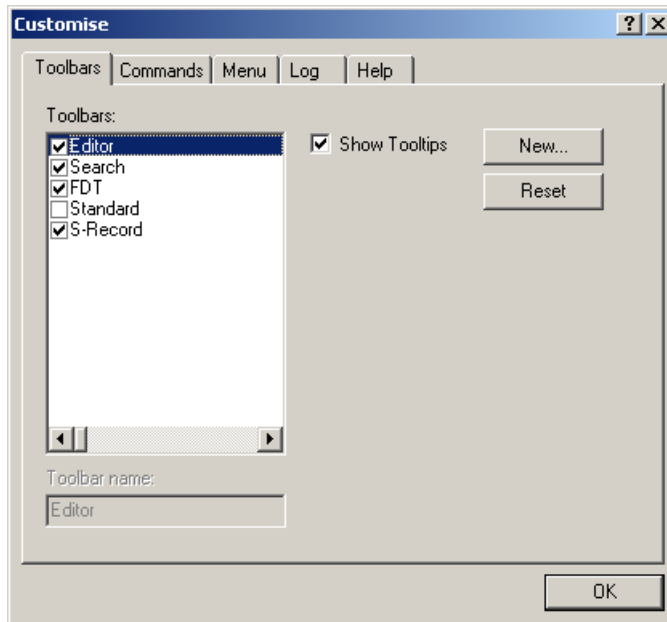 Customise
Toolbars Commands Menu Log Help
Toolbars:
Editor
Search
FDT
Standard
S-Record
Show Tooltips
New...
Reset
Toolbar name:
Editor
OK